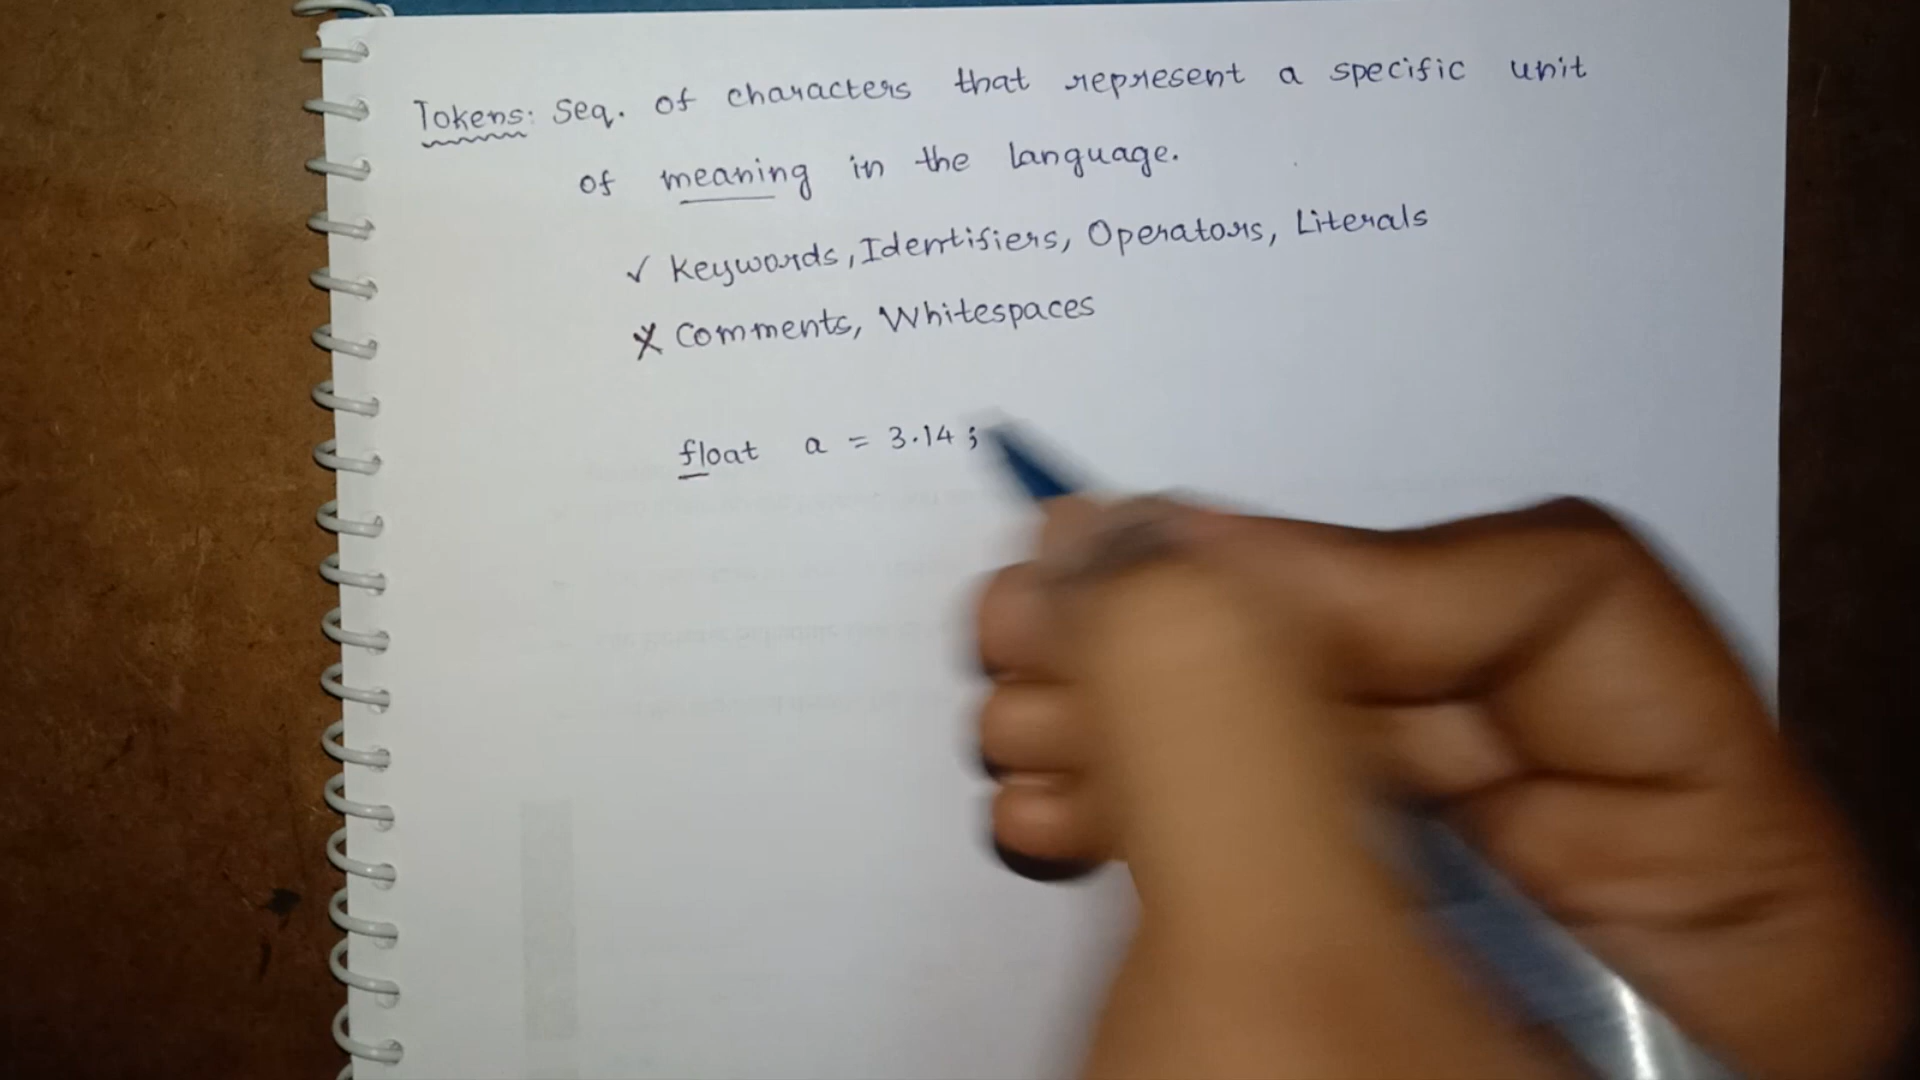 Tokens: Seq. of characters that represent a specific unit
of meaning in the language.
✓ Keywords, Identifiers, Operators, Literals
X Comments, Whitespaces
float a = 3.14 ;